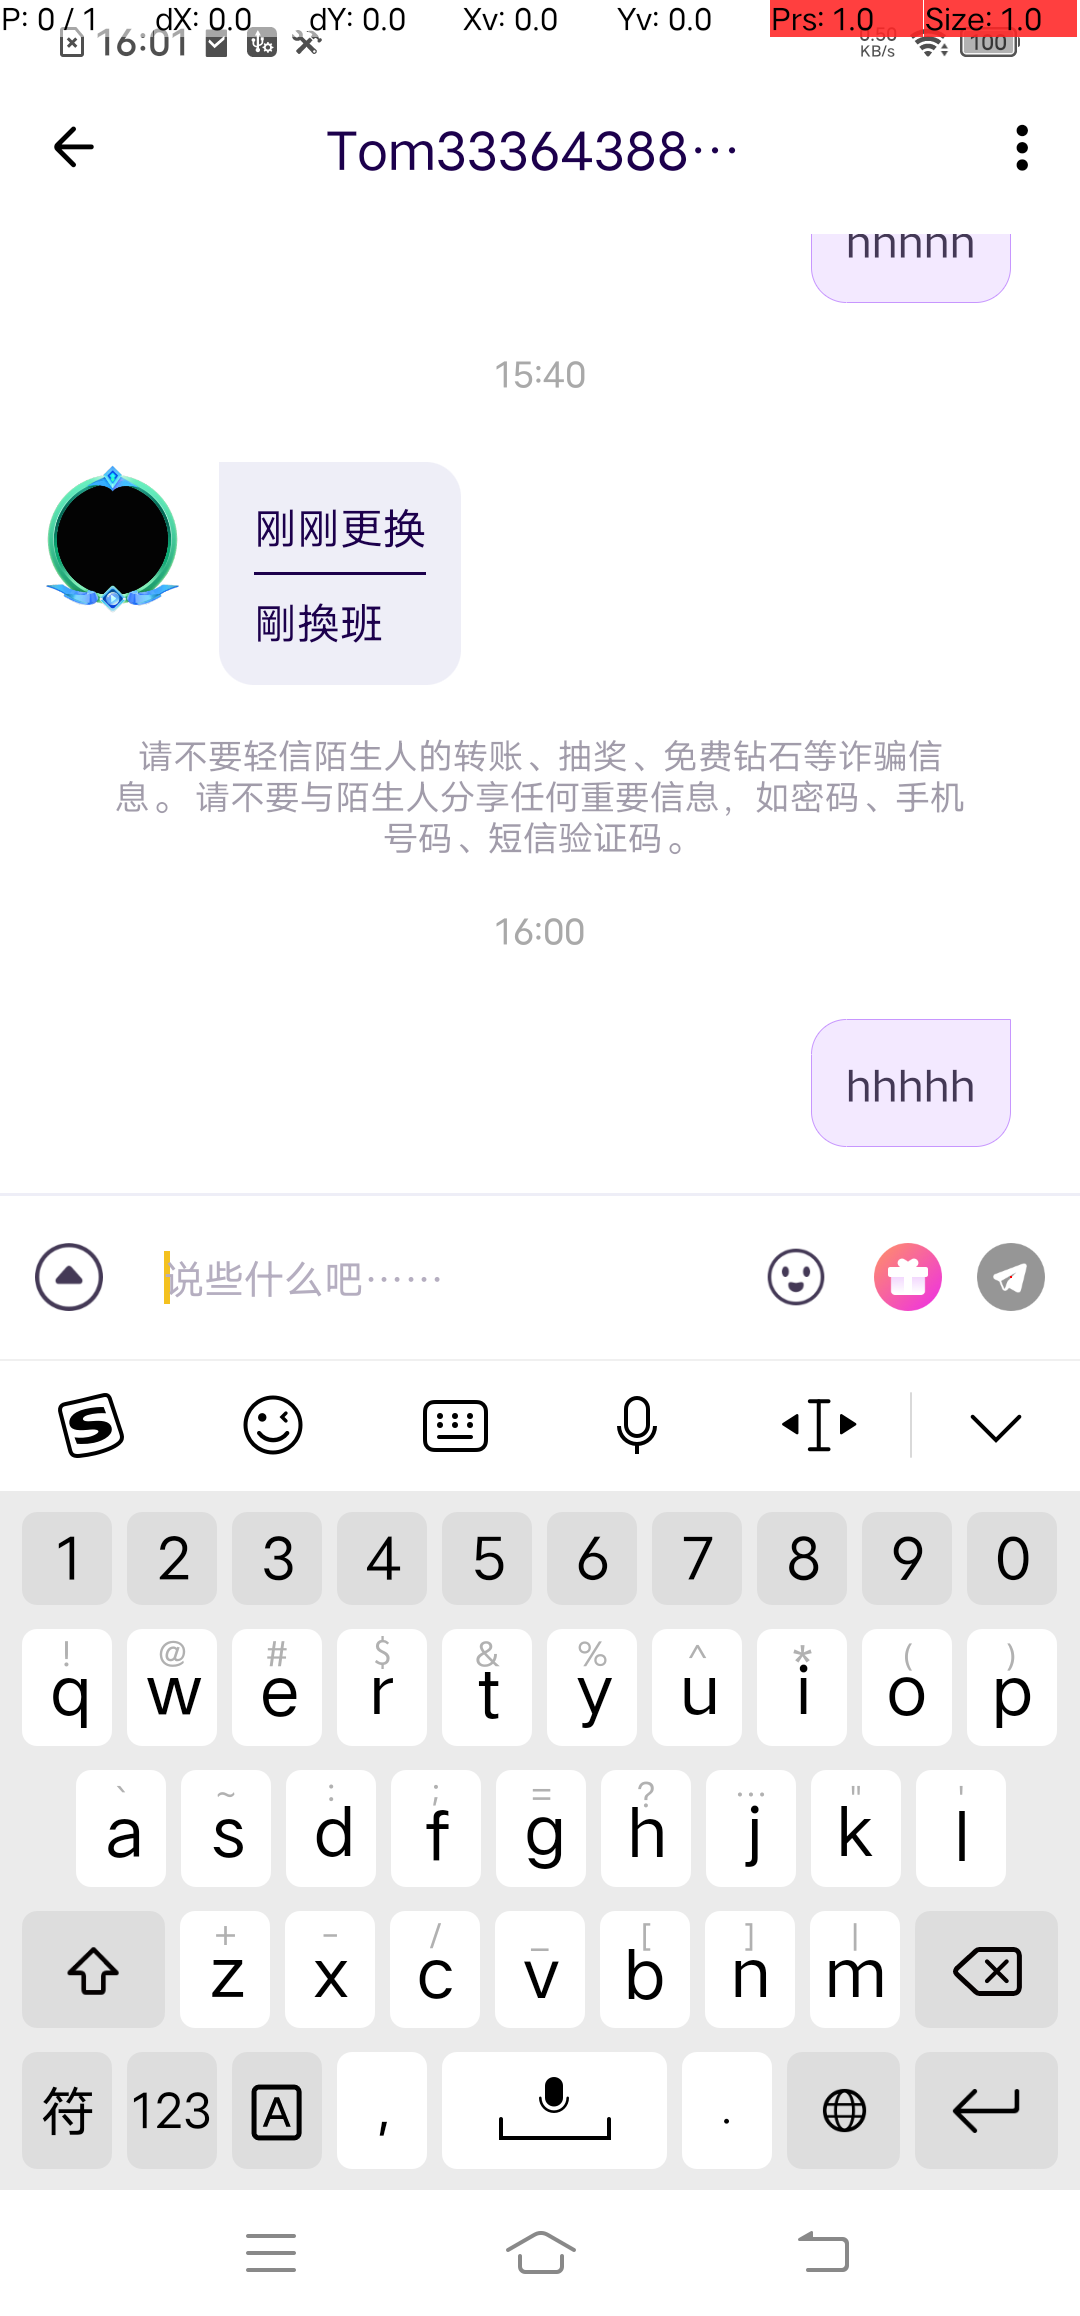 P: 0 / 1 dX: 0.0 dY: 0.0 Xv: 0.0 Yv: 0.0 Prs: 1.0 Size: 1.0
16:01 0.50 KB/s 100
Tom33364388···
hhhhh
15:40
刚刚更换
剛換班
请不要轻信陌生人的转账、抽奖、免费钻石等诈骗信
息。请不要与陌生人分享任何重要信息，如密码、手机
号码、短信验证码。
16:00
hhhhh
说些什么吧······
1 2 3 4 5 6 7 8 9 0
! @ # $ & % ^ * ( )
q w e r t y u i o p
` ~ : ; = ? ··· " '
a s d f g h j k l
+ - / _ [ ] |
z x c v b n m
符 123 A , .